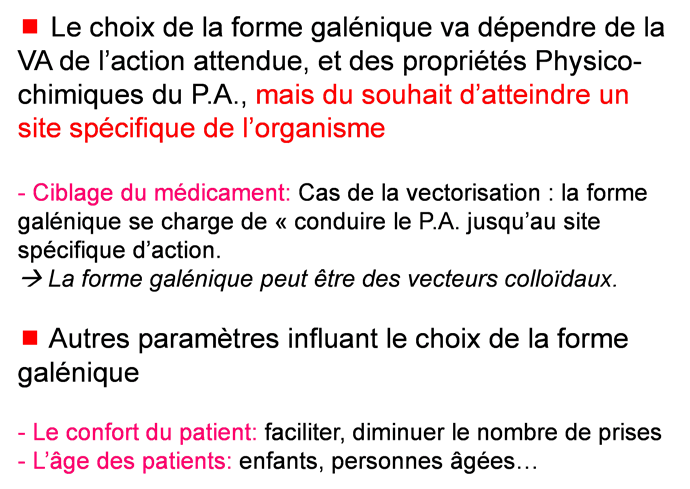 ■ Le choix de la forme galénique va dépendre de la
VA de l’action attendue, et des propriétés Physico-
chimiques du P.A., mais du souhait d’atteindre un
site spécifique de l’organisme
- Ciblage du médicament: Cas de la vectorisation : la forme
galénique se charge de « conduire le P.A. jusqu’au site
spécifique d’action.
→ La forme galénique peut être des vecteurs colloïdaux.
■ Autres paramètres influant le choix de la forme
galénique
- Le confort du patient: faciliter, diminuer le nombre de prises
- L’âge des patients: enfants, personnes âgées…